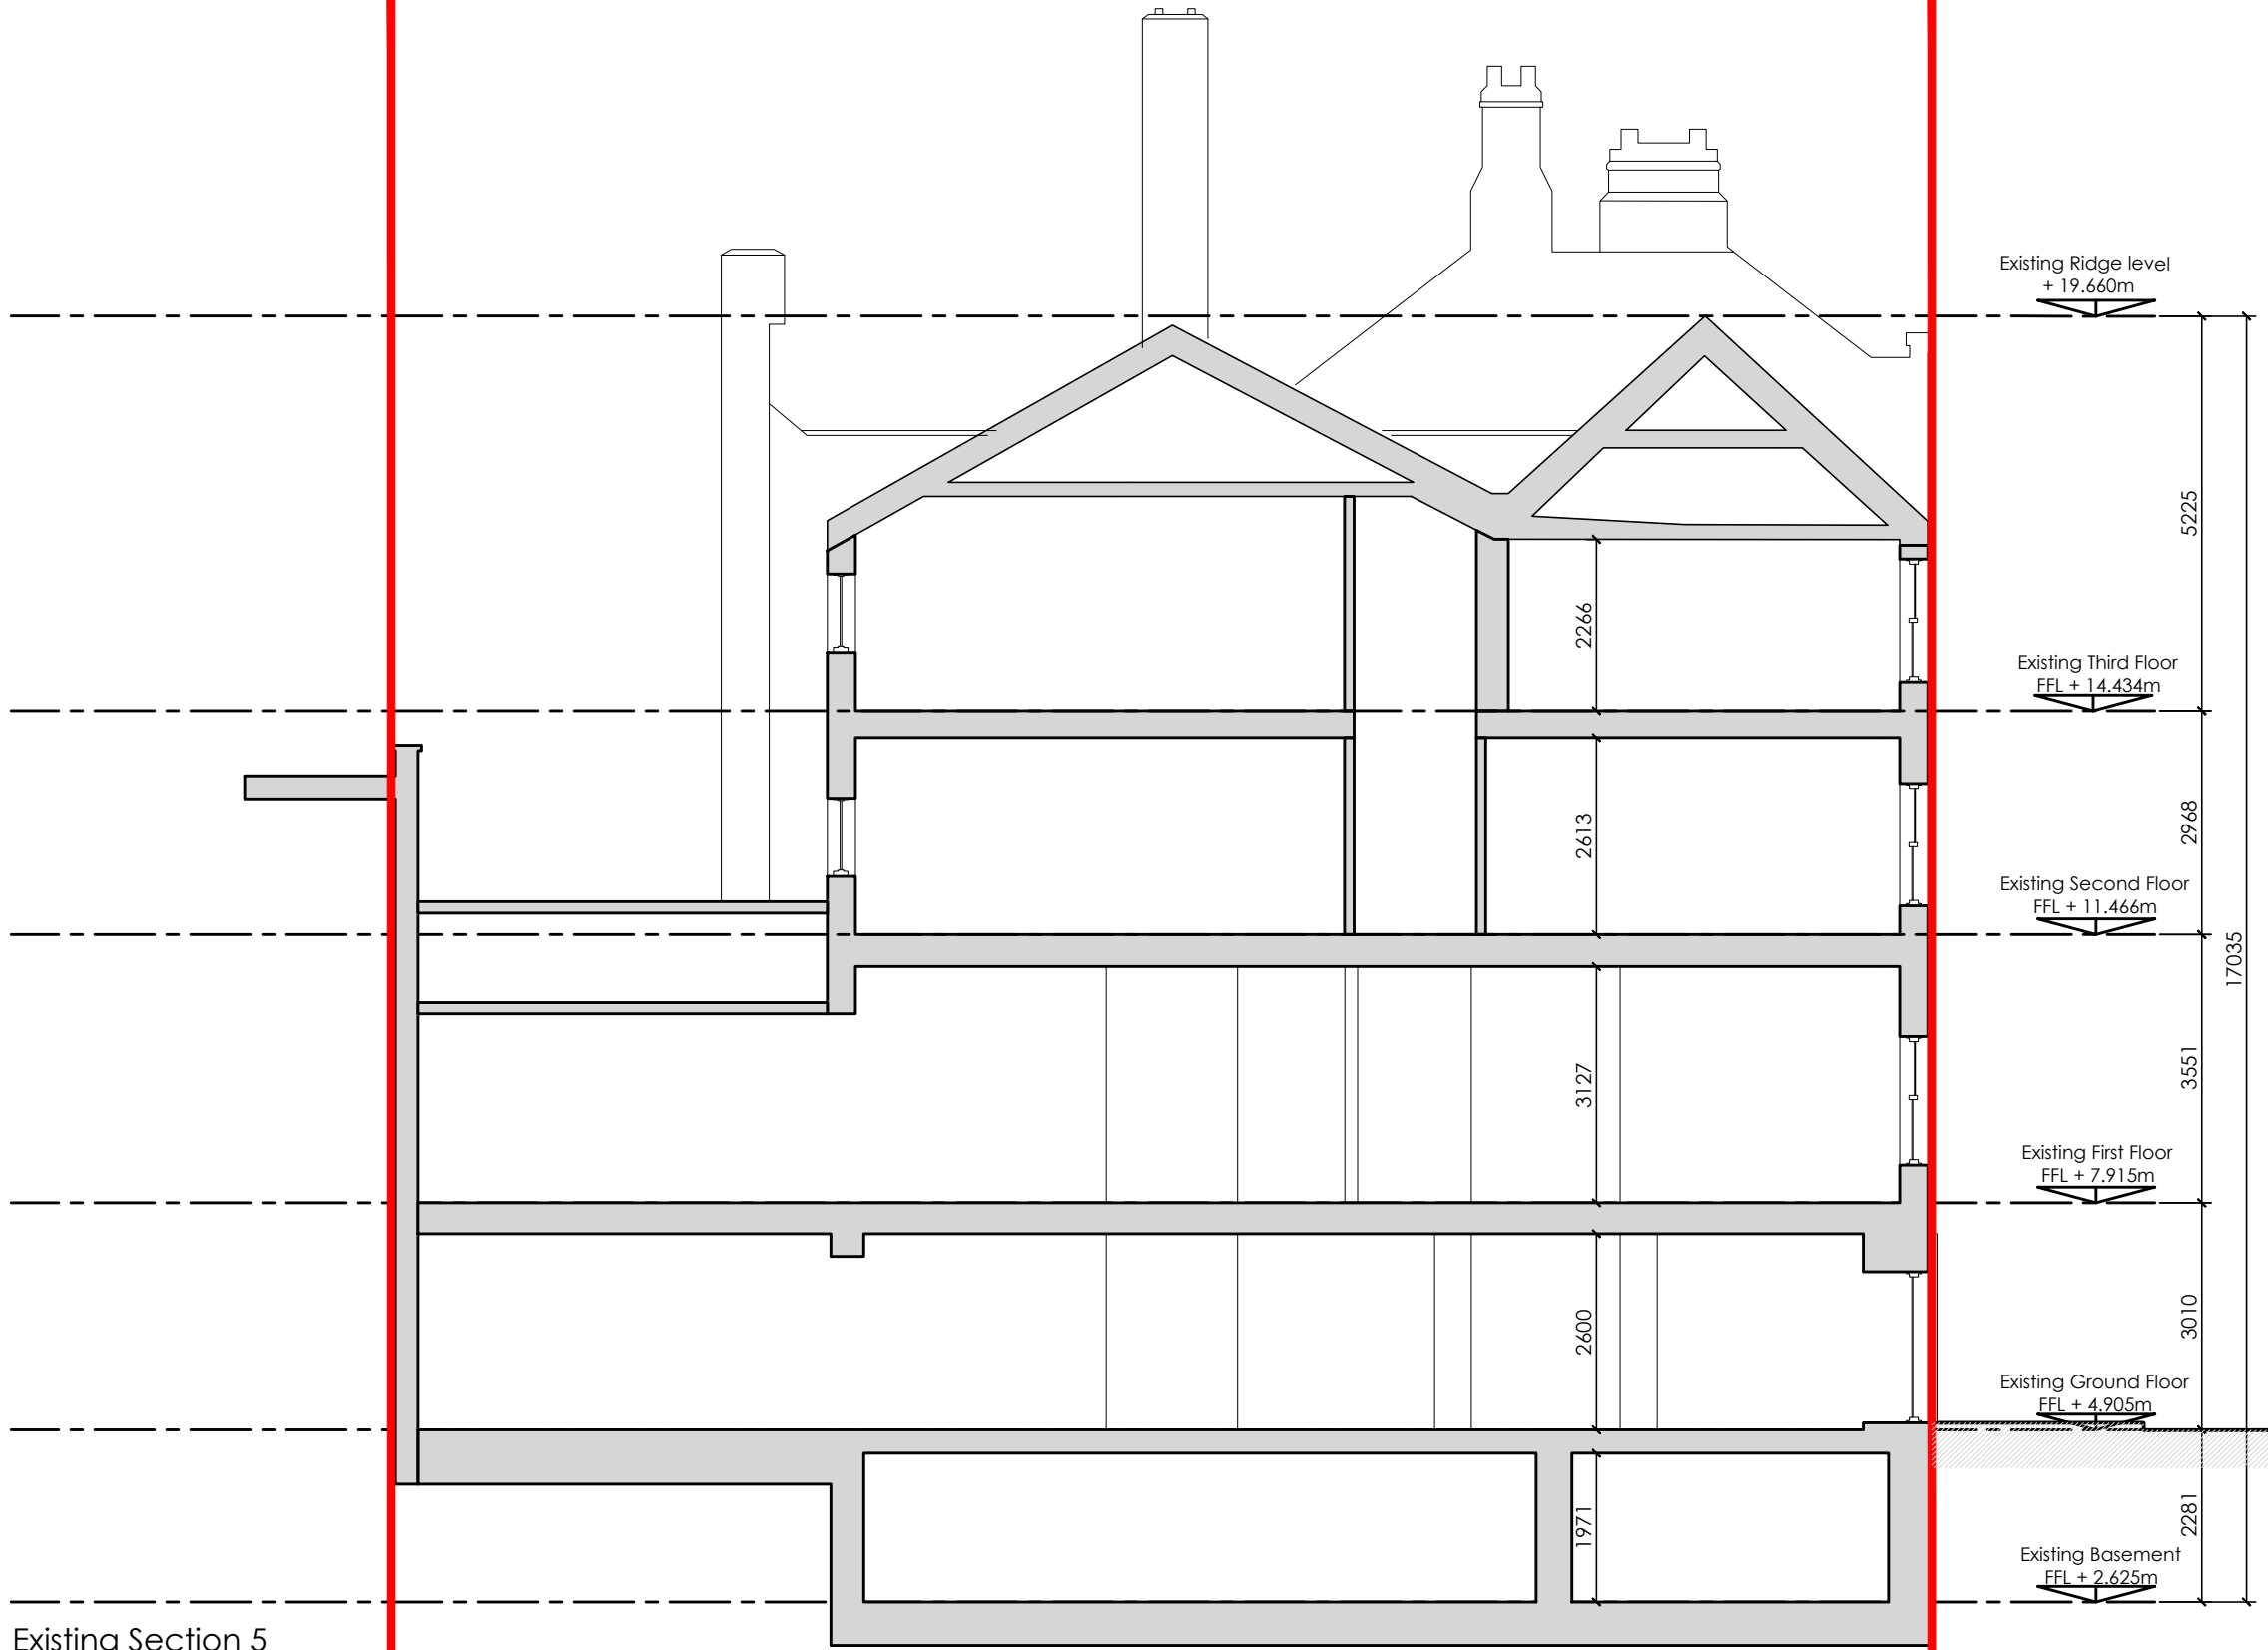 Existing Ridge level
+ 19.660m
5225
2266
Existing Third Floor
FFL + 14.434m
2968
2613
Existing Second Floor
FFL + 11.466m
17035
3551
3127
Existing First Floor
FFL + 7.915m
3010
2600
Existing Ground Floor
FFL + 4.905m
2281
1971
Existing Basement
FFL + 2.625m
Existing Section 5